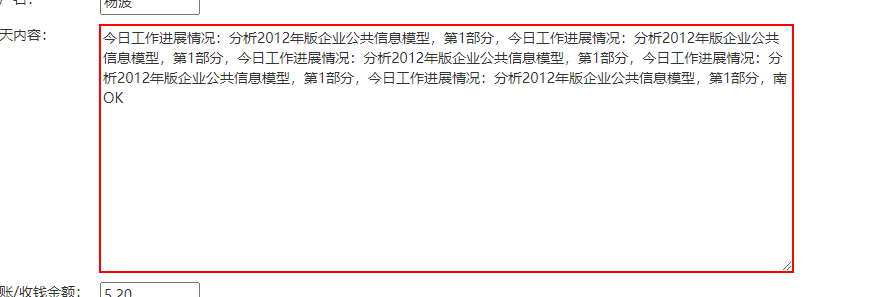 杨波
天内容：
今日工作进展情况：分析2012年版企业公共信息模型，第1部分，今日工作进展情况：分析2012年版企业公共
信息模型，第1部分，今日工作进展情况：分析2012年版企业公共信息模型，第1部分，今日工作进展情况：分
析2012年版企业公共信息模型，第1部分，今日工作进展情况：分析2012年版企业公共信息模型，第1部分，南
OK
账/收钱金额：
5.20